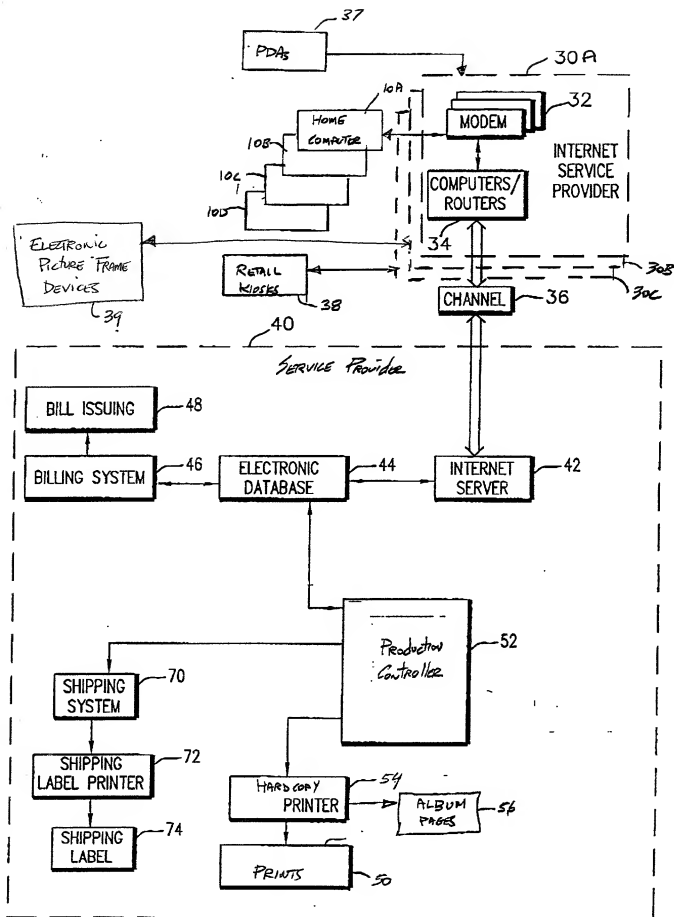 37
PDAs
30A
10A
HOME
COMPUTER
10B
10C
10D
MODEM
32
INTERNET
SERVICE
PROVIDER
COMPUTERS/
ROUTERS
34
ELECTRONIC
PICTURE FRAME
DEVICES
39
RETAIL
KIOSKS
38
30B
30C
CHANNEL
36
40
SERVICE PROVIDER
BILL ISSUING
48
BILLING SYSTEM
46
ELECTRONIC
DATABASE
44
INTERNET
SERVER
42
PRODUCTION
CONTROLLER
52
SHIPPING
SYSTEM
70
SHIPPING
LABEL PRINTER
72
HARDCOPY
PRINTER
54
ALBUM
PAGES
56
SHIPPING
LABEL
74
PRINTS
50